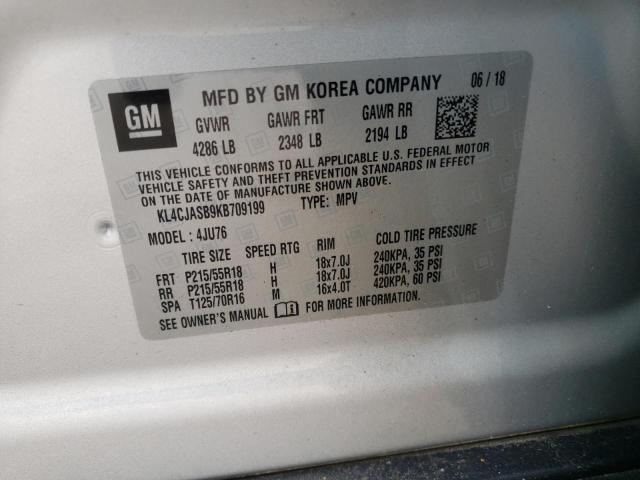 GM
MFD BY GM KOREA COMPANY 06 / 18
GVWR GAWR FRT GAWR RR
4286 LB 2348 LB 2194 LB
THIS VEHICLE CONFORMS TO ALL APPLICABLE U.S. FEDERAL MOTOR
VEHICLE SAFETY AND THEFT PREVENTION STANDARDS IN EFFECT
ON THE DATE OF MANUFACTURE SHOWN ABOVE.
KL4CJASB9KB709199 TYPE: MPV
MODEL: 4JU76
TIRE SIZE SPEED RTG RIM COLD TIRE PRESSURE
FRT P215/55R18 H 18x7.0J 240KPA, 35 PSI
RR P215/55R18 H 18x7.0J 240KPA, 35 PSI
SPA T125/70R16 M 16x4.0T 420KPA, 60 PSI
SEE OWNER'S MANUAL FOR MORE INFORMATION.